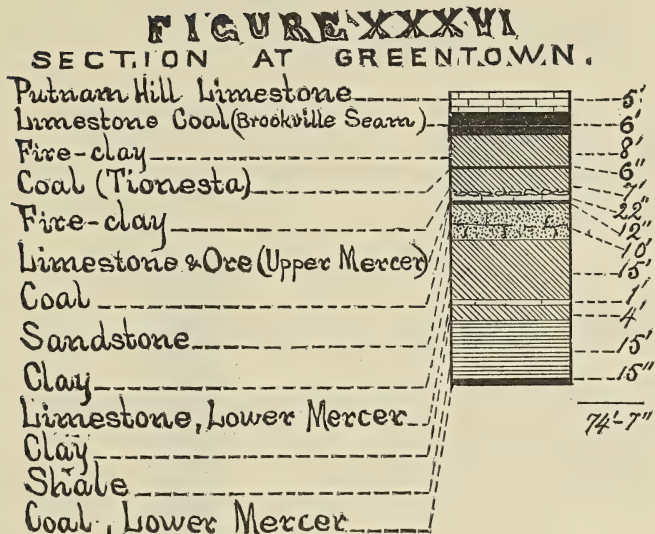 FIGURE XXXVI
SECTION AT GREENTOWN.
Putnam Hill Limestone 5'
Limestone Coal (Brookville Seam) 6'
Fire-clay 8'
Coal (Tionesta) 6"
Fire-clay 7'
Limestone & Ore (Upper Mercer) 22"
Coal 12"
Sandstone 10'
Clay 15'
Limestone, Lower Mercer 1'
Clay 4'
Shale 15'
Coal, Lower Mercer 15"
74'-7"